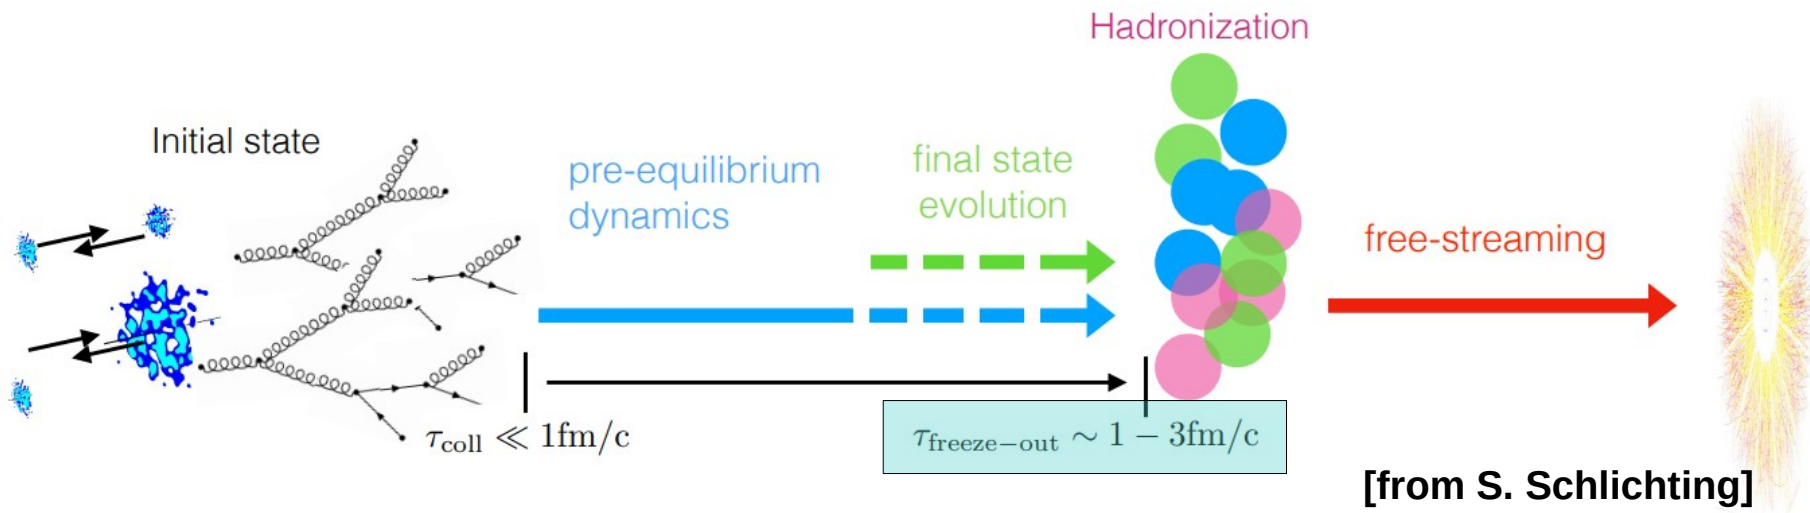 Hadronization
Initial state
pre-equilibrium
dynamics
final state
evolution
free-streaming
τcoll ≪ 1fm/c
τfreeze−out ∼ 1 − 3fm/c
[from S. Schlichting]